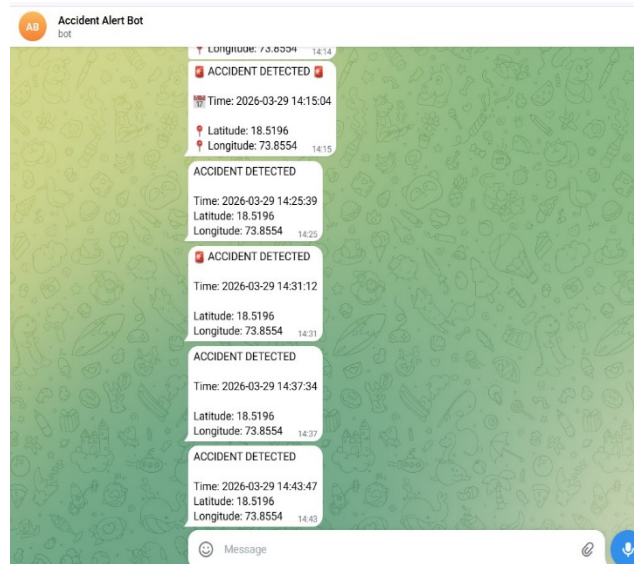 AB
Accident Alert Bot
bot
📍 Longitude: 73.8554 14:14
🚨 ACCIDENT DETECTED 🚨
📅 Time: 2026-03-29 14:15:04
📍 Latitude: 18.5196
📍 Longitude: 73.8554 14:15
ACCIDENT DETECTED
Time: 2026-03-29 14:25:39
Latitude: 18.5196
Longitude: 73.8554 14:25
🚨 ACCIDENT DETECTED
Time: 2026-03-29 14:31:12
Latitude: 18.5196
Longitude: 73.8554 14:31
ACCIDENT DETECTED
Time: 2026-03-29 14:37:34
Latitude: 18.5196
Longitude: 73.8554 14:37
ACCIDENT DETECTED
Time: 2026-03-29 14:43:47
Latitude: 18.5196
Longitude: 73.8554 14:43
Message